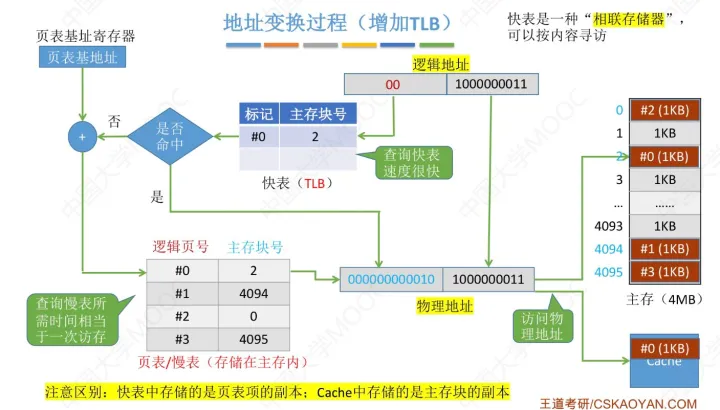 地址变换过程（增加TLB）
快表是一种“相联存储器”，
可以按内容寻访
页表基址寄存器
页表基地址
逻辑地址
00 1000000011
+
否
是否
命中
是
标记 主存块号
#0 2
快表（TLB）
查询快表
速度很快
0 #2 (1KB)
1 1KB
2 #0 (1KB)
3 1KB
... ......
4093 1KB
4094 #1 (1KB)
4095 #3 (1KB)
主存（4MB）
逻辑页号 主存块号
#0 2
#1 4094
#2 0
#3 4095
页表/慢表（存储在主存内）
查询慢表所
需时间相当
于一次访存
000000000010 1000000011
物理地址
访问物
理地址
#0 (1KB)
Cache
注意区别：快表中存储的是页表项的副本；Cache中存储的是主存块的副本
王道考研/CSKAOYAN.COM
中国大学MOOC